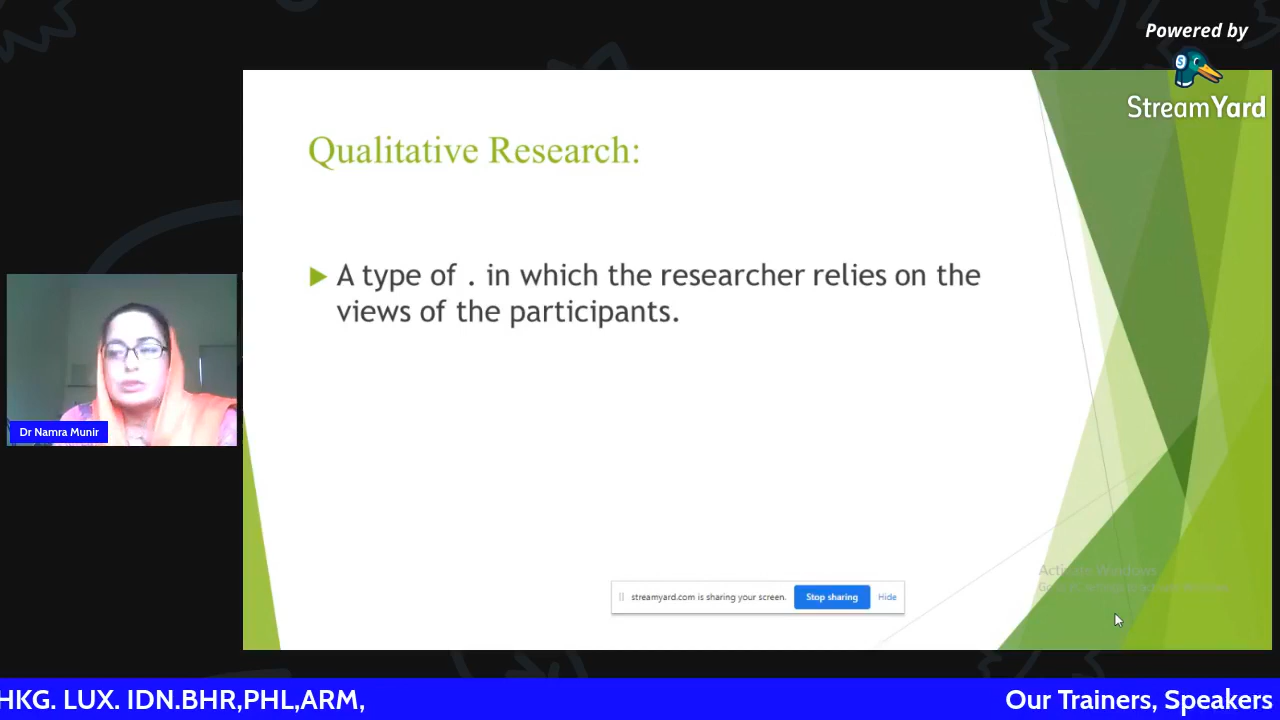 Powered by
StreamYard
Qualitative Research:
A type of . in which the researcher relies on the
views of the participants.
Dr Namra Munir
Activate Windows
streamyard.com is sharing your screen. Stop sharing Hide
HKG. LUX. IDN.BHR,PHL,ARM, Our Trainers, Speakers